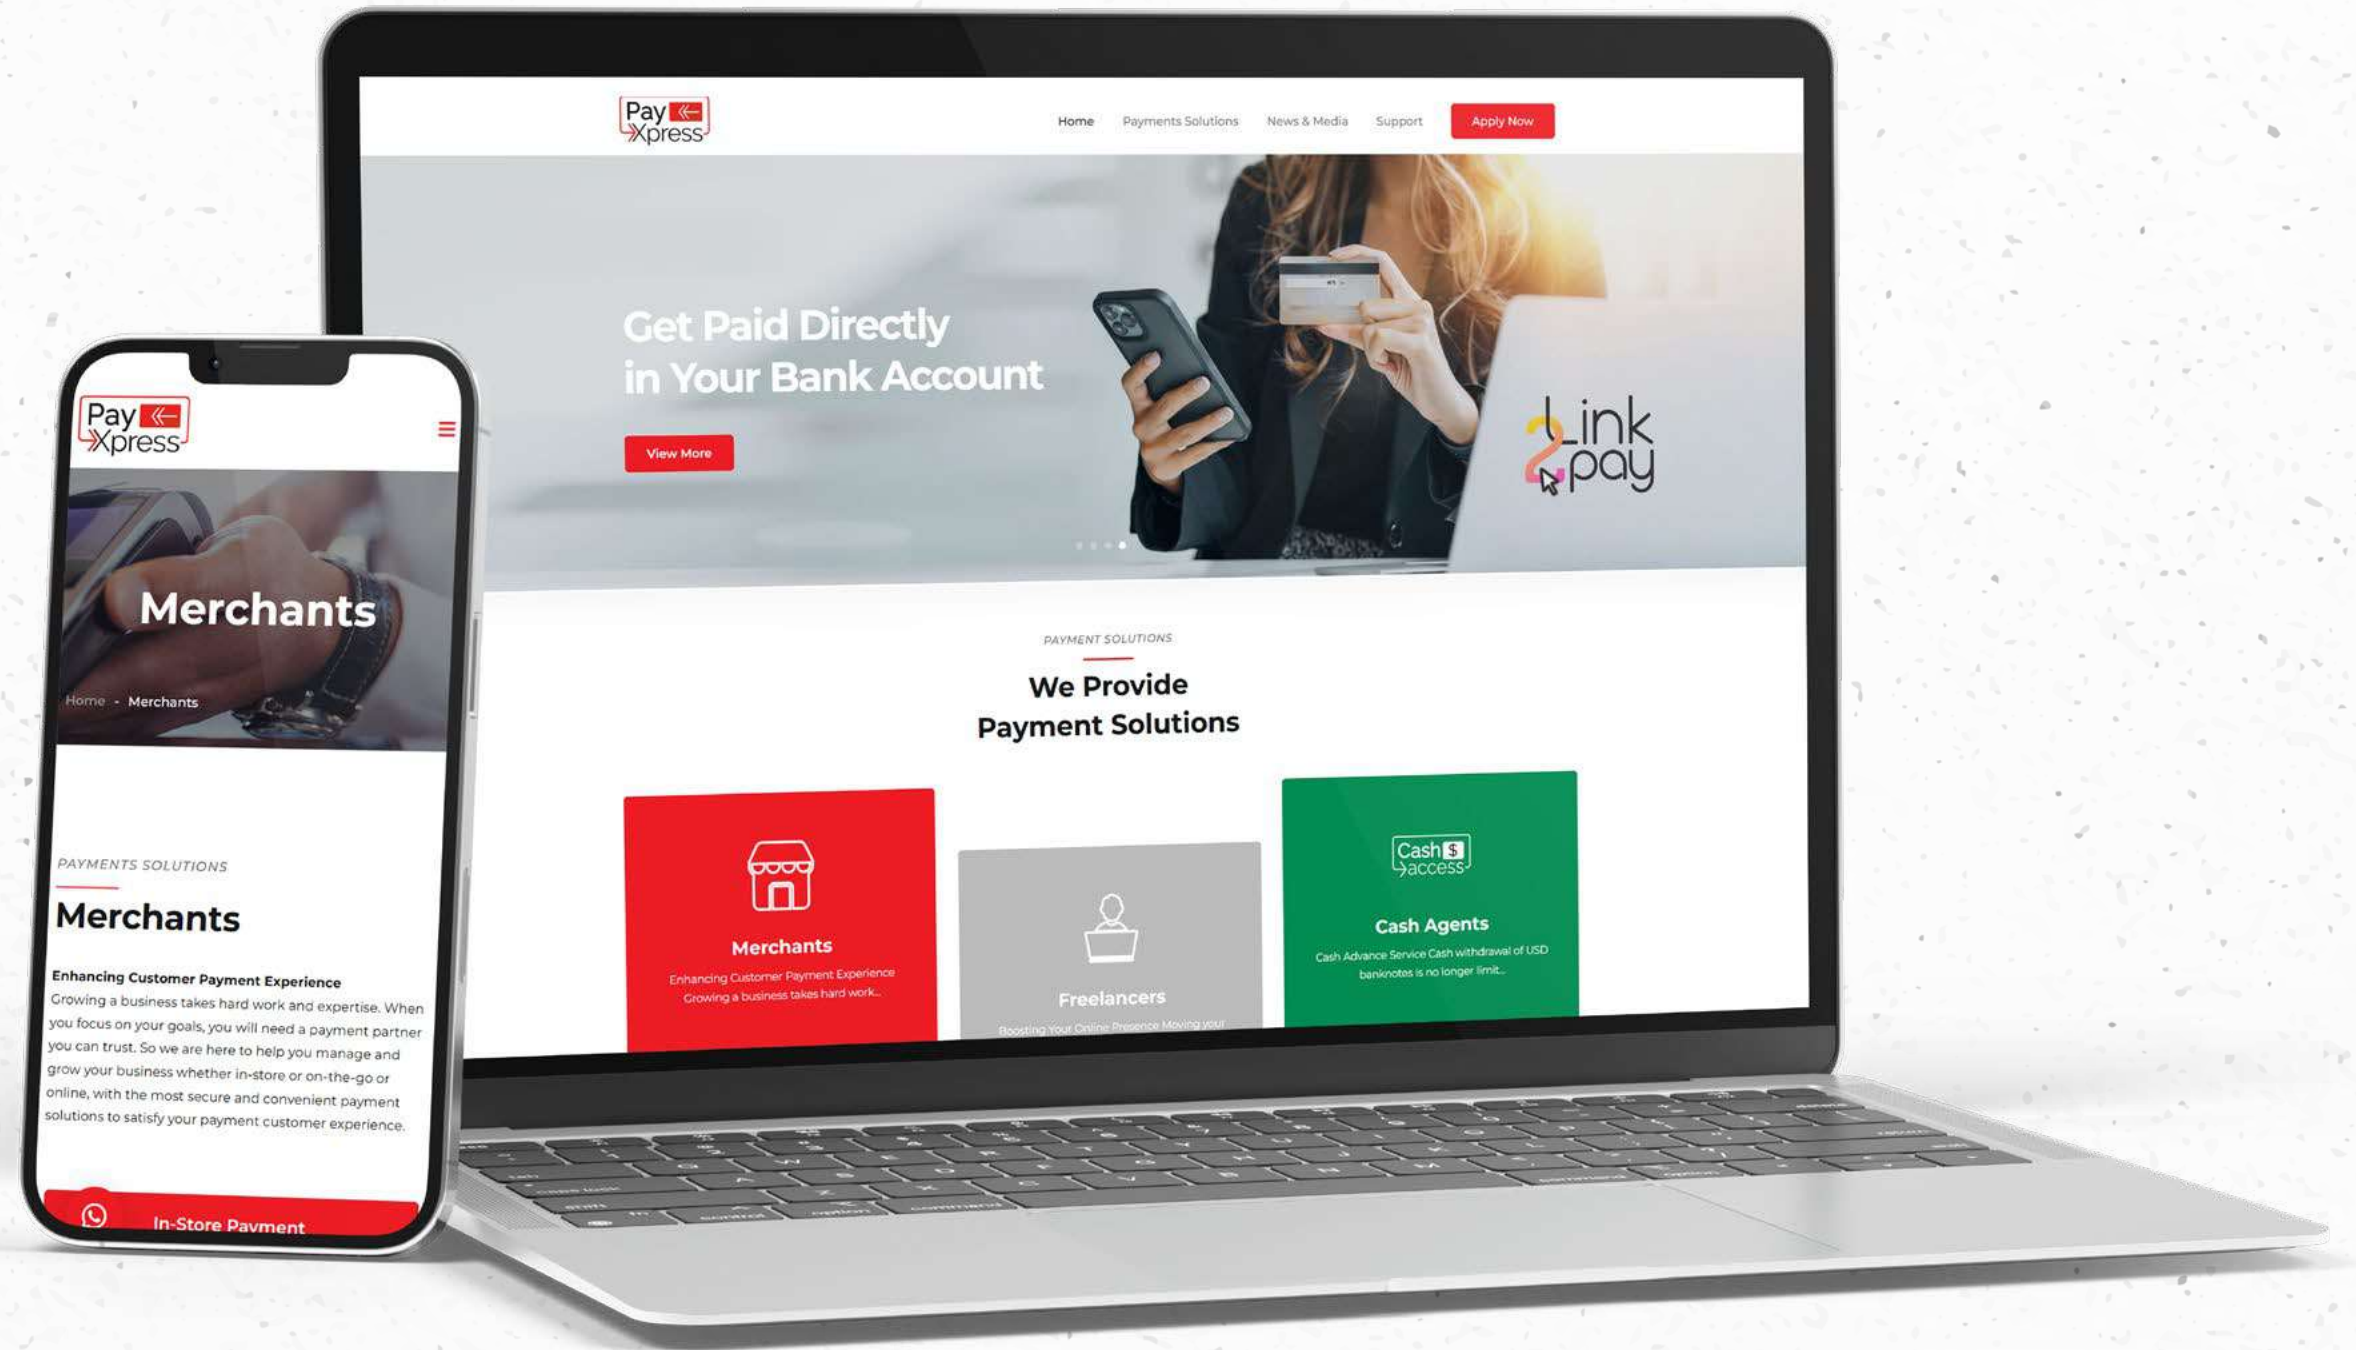 Pay
Xpress
Home Payments Solutions News & Media Support Apply Now
Get Paid Directly
in Your Bank Account
View More
Link
2
pay
PAYMENT SOLUTIONS
We Provide
Payment Solutions
Merchants
Enhancing Customer Payment Experience
Growing a business takes hard work...
Freelancers
Boosting Your Online Presence Moving your
Cash $
access
Cash Agents
Cash Advance Service Cash withdrawal of USD
banknotes is no longer limit...
Pay
Xpress
Merchants
Home - Merchants
PAYMENTS SOLUTIONS
Merchants
Enhancing Customer Payment Experience
Growing a business takes hard work and expertise. When
you focus on your goals, you will need a payment partner
you can trust. So we are here to help you manage and
grow your business whether in-store or on-the-go or
online, with the most secure and convenient payment
solutions to satisfy your payment customer experience.
In-Store Payment